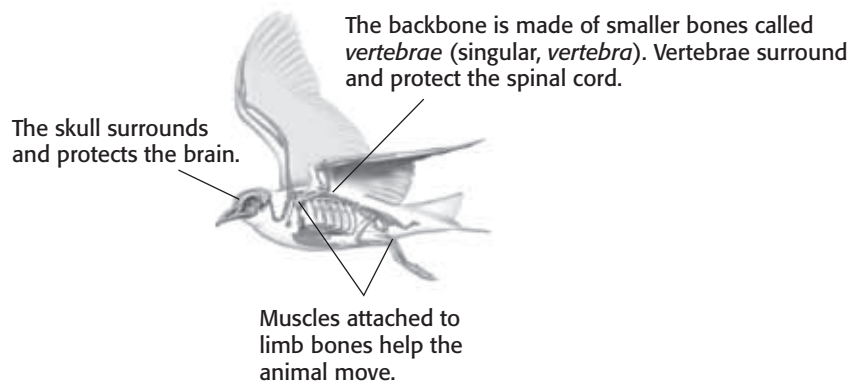 The backbone is made of smaller bones called
vertebrae (singular, vertebra). Vertebrae surround
and protect the spinal cord.
The skull surrounds
and protects the brain.
Muscles attached to
limb bones help the
animal move.